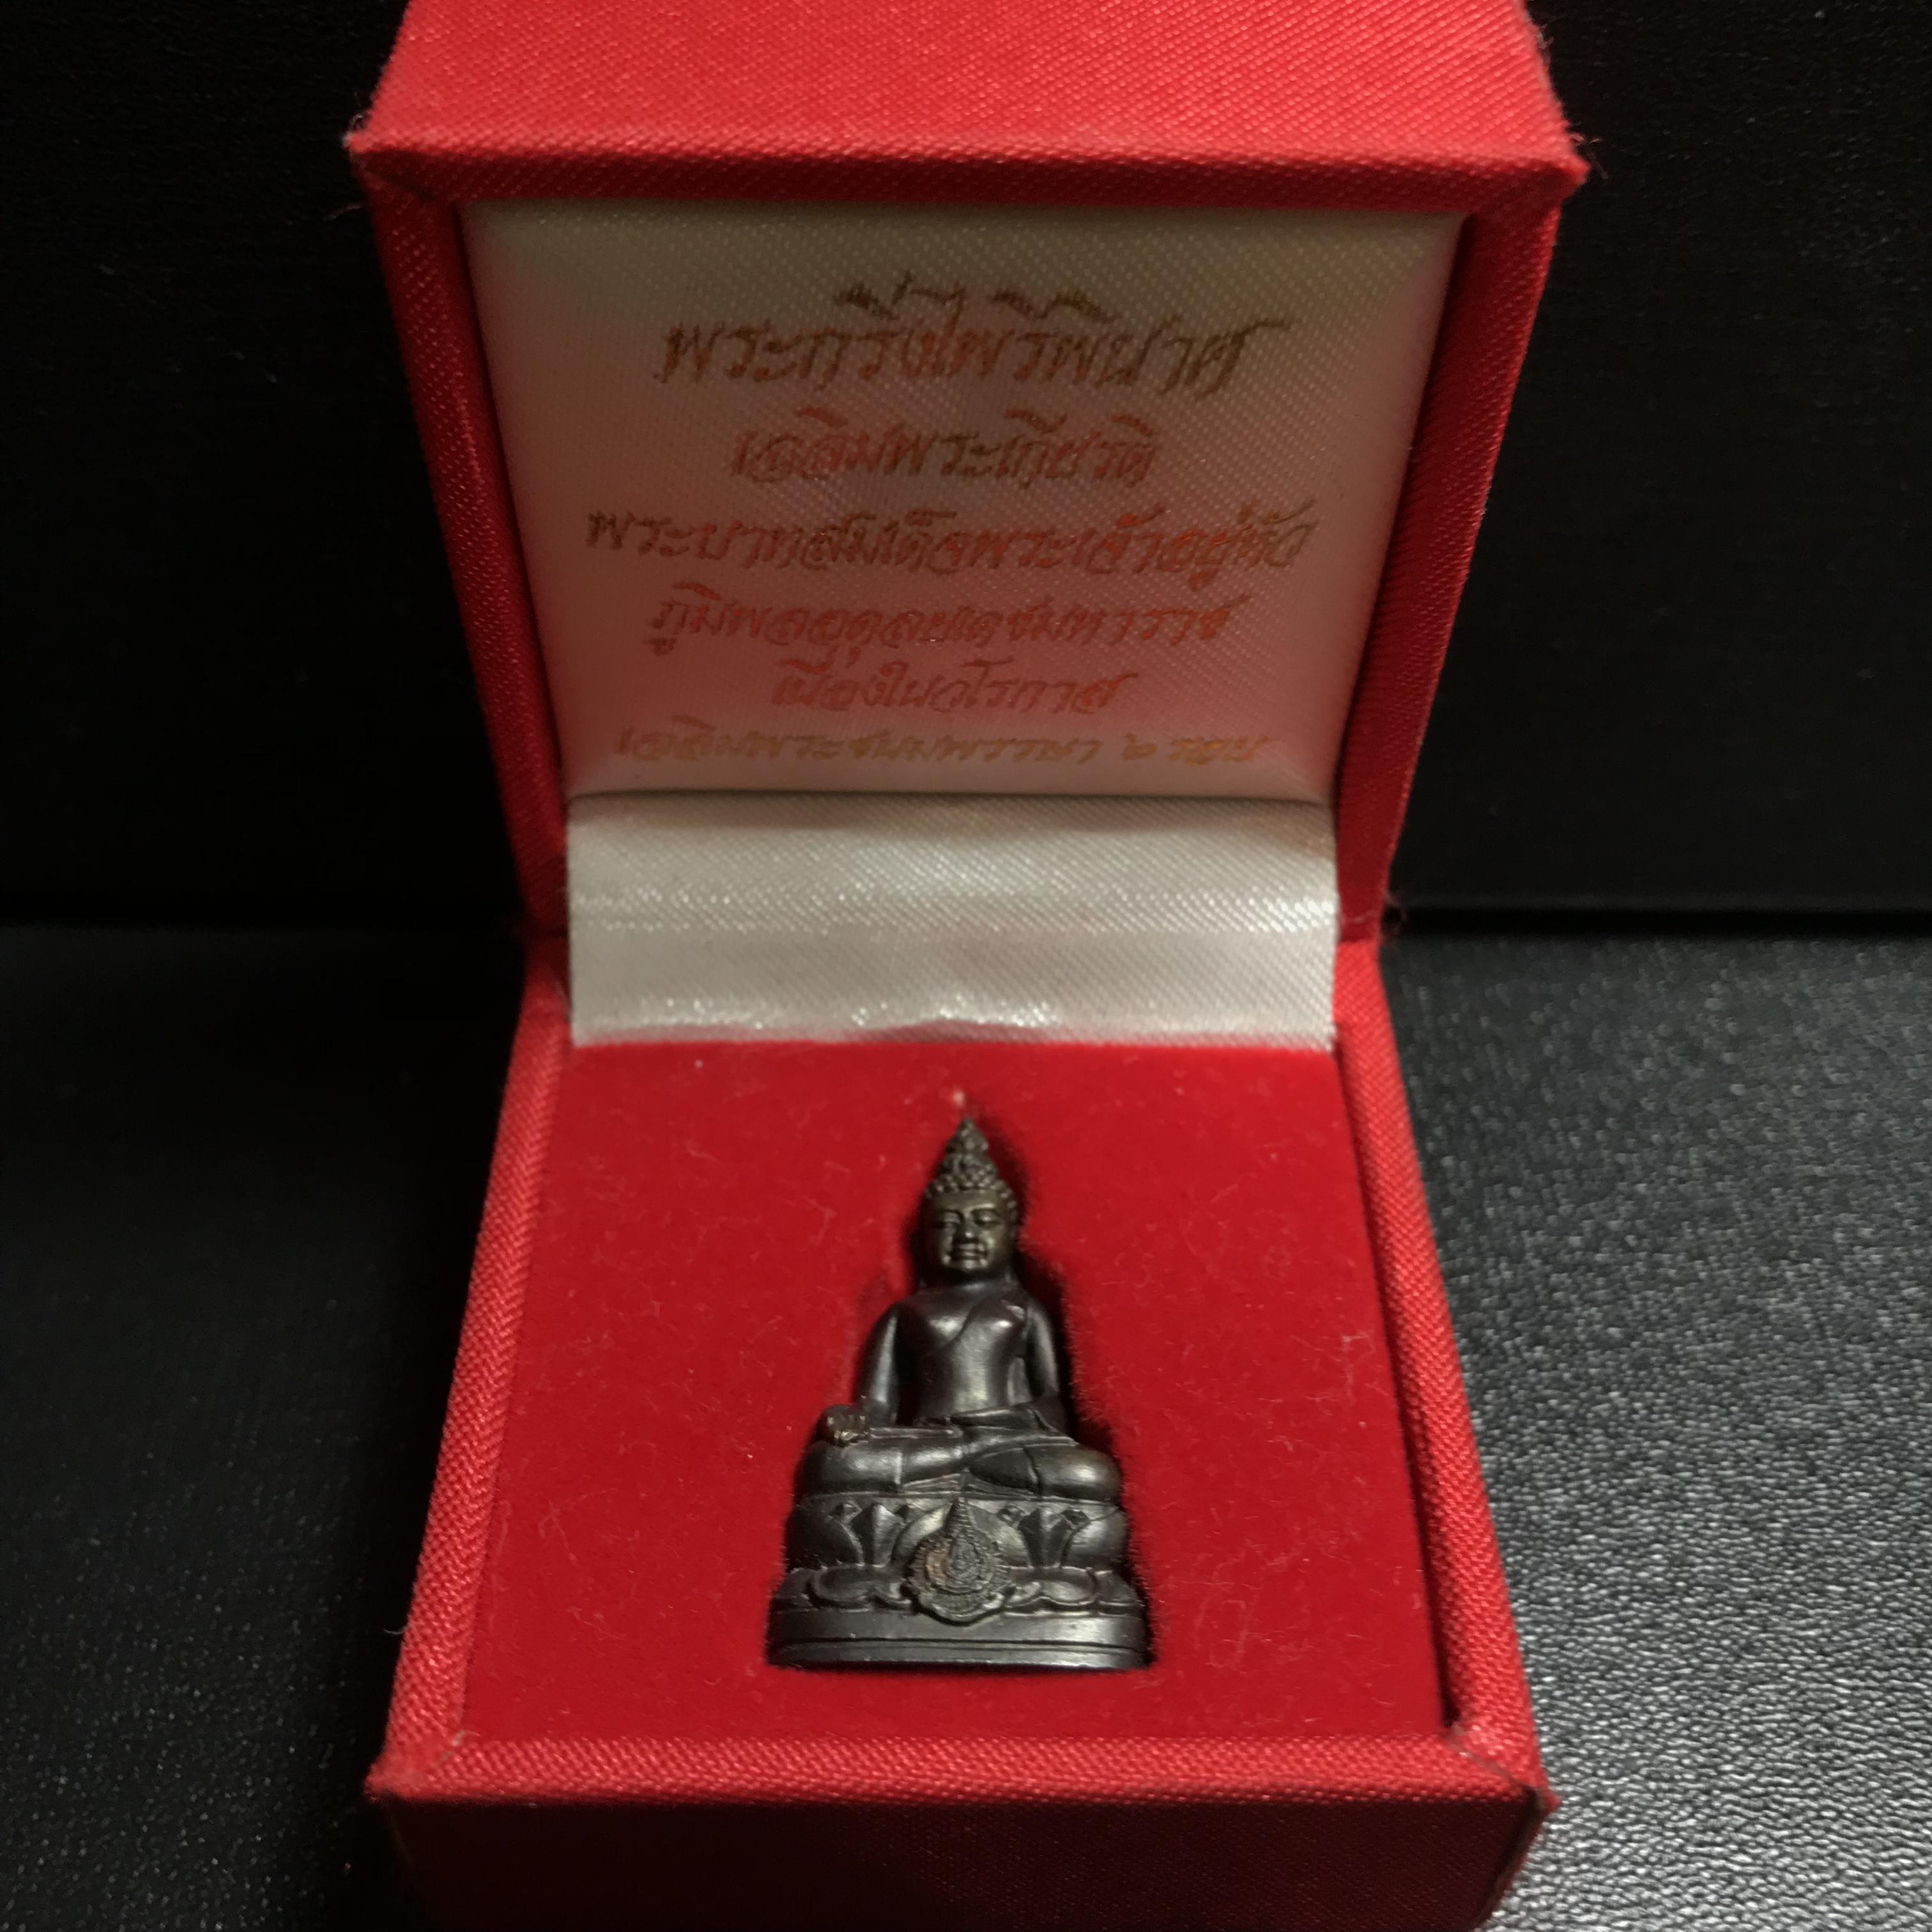 พระกริ่งไพรีพินาศ
เฉลิมพระเกียรติ
พระบาทสมเด็จพระเจ้าอยู่หัว
ภูมิพลอดุลยเดชมหาราช
เนื่องในวโรกาส
เฉลิมพระชนมพรรษา ๖ รอบ